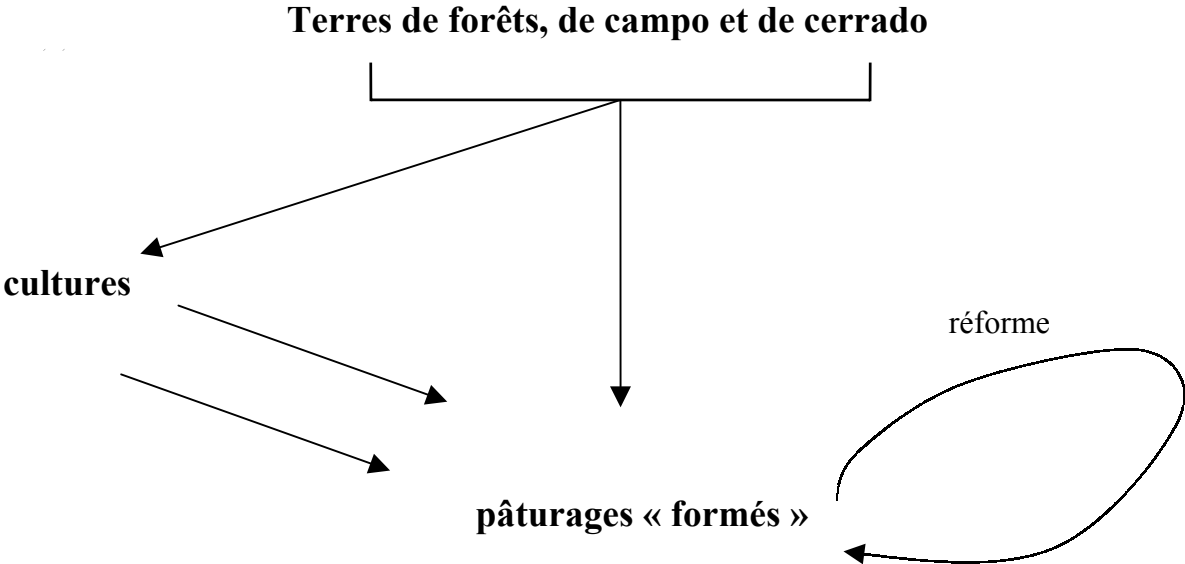 Terres de forêts, de campo et de cerrado
cultures
réforme
pâturages « formés »